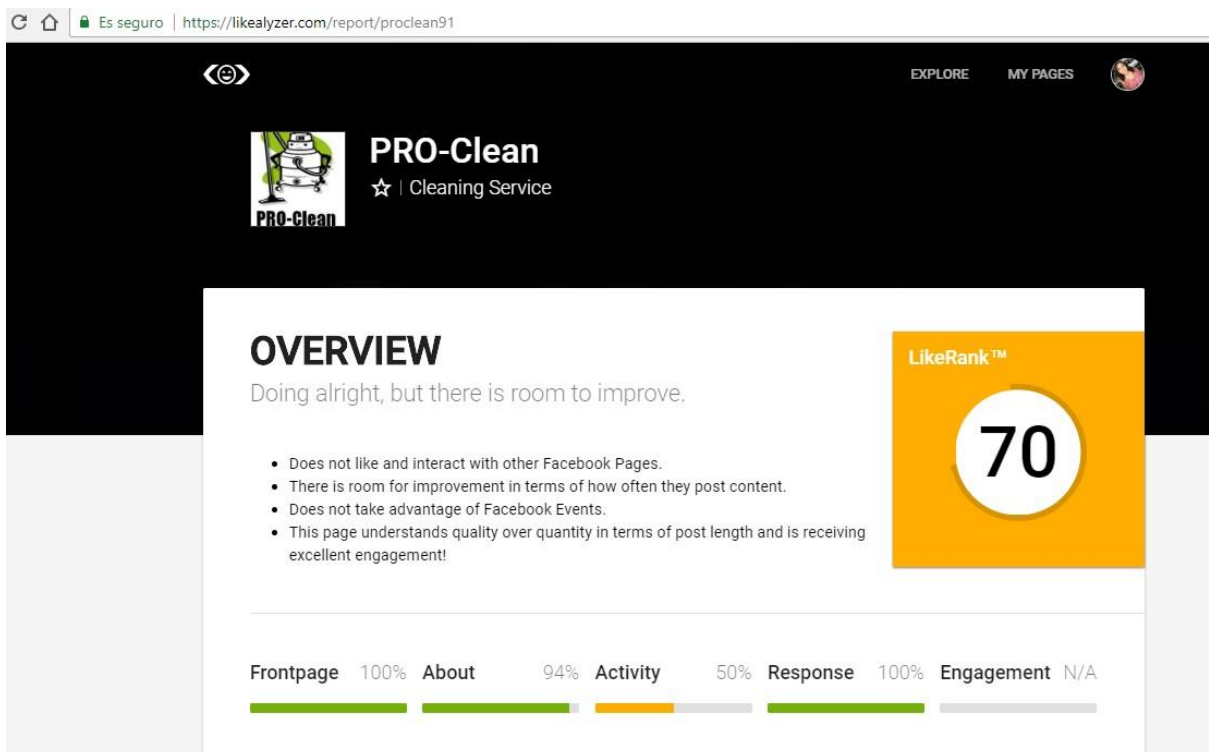 Es seguro | https://likealyzer.com/report/proclean91
EXPLORE MY PAGES
PRO-Clean
PRO-Clean
Cleaning Service
OVERVIEW
Doing alright, but there is room to improve.
LikeRank™
70
• Does not like and interact with other Facebook Pages.
• There is room for improvement in terms of how often they post content.
• Does not take advantage of Facebook Events.
• This page understands quality over quantity in terms of post length and is receiving
excellent engagement!
Frontpage 100% About 94% Activity 50% Response 100% Engagement N/A